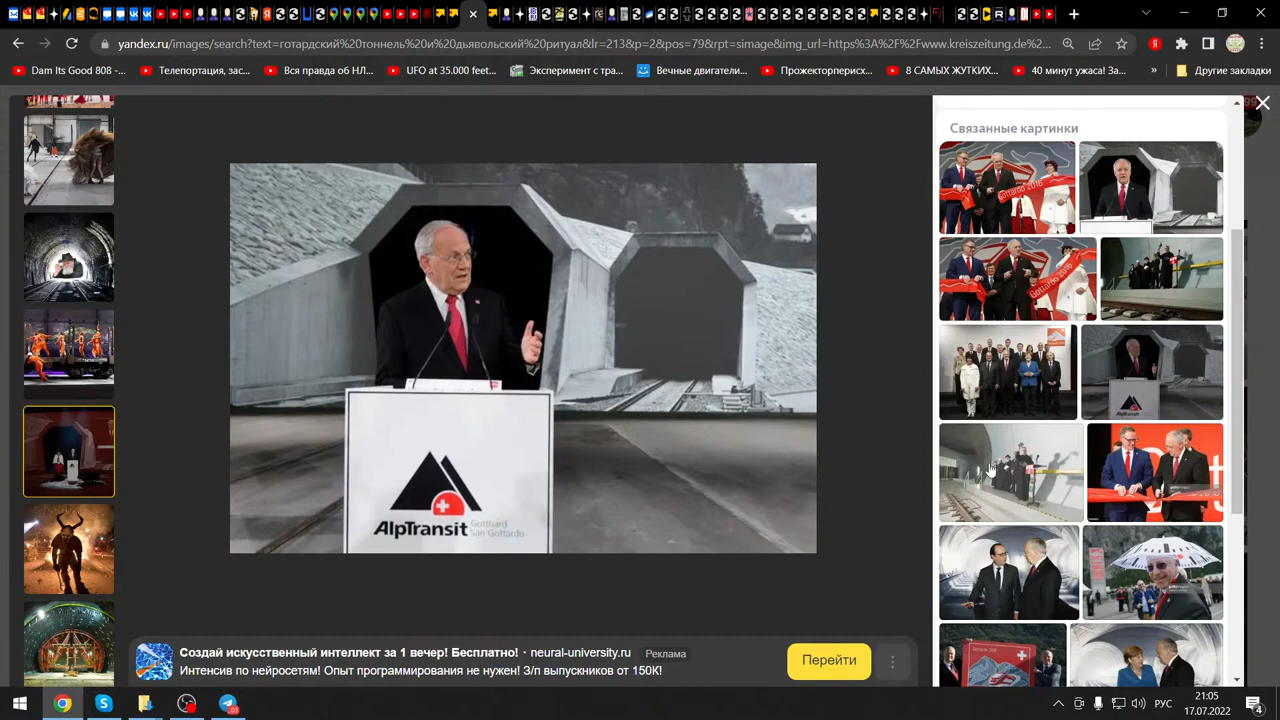 yandex.ru/images/search?text=готардский%20тоннель%20и%20дьявольский%20ритуал&lr=213&p=2&pos=79&rpt=simage&img_url=https%3A%2F%2Fwww.kreiszeitung.de%2...
Dam Its Good 808 -...
Телепортация, зас...
Вся правда об НЛ...
UFO at 35.000 feet...
Эксперимент с тра...
Вечные двигатели...
Прожекторперисх...
8 САМЫХ ЖУТКИХ...
40 минут ужаса! За...
»
Другие закладки
Связанные картинки
Gottardo 2016
Gottardo 2016
AlpTransit
Gotthard
San Gottardo
Создай искусственный интеллект за 1 вечер! Бесплатно! · neural-university.ru Реклама
Интенсив по нейросетям! Опыт программирования не нужен! З/п выпускников от 150К!
Перейти
РУС
21:05
17.07.2022
4